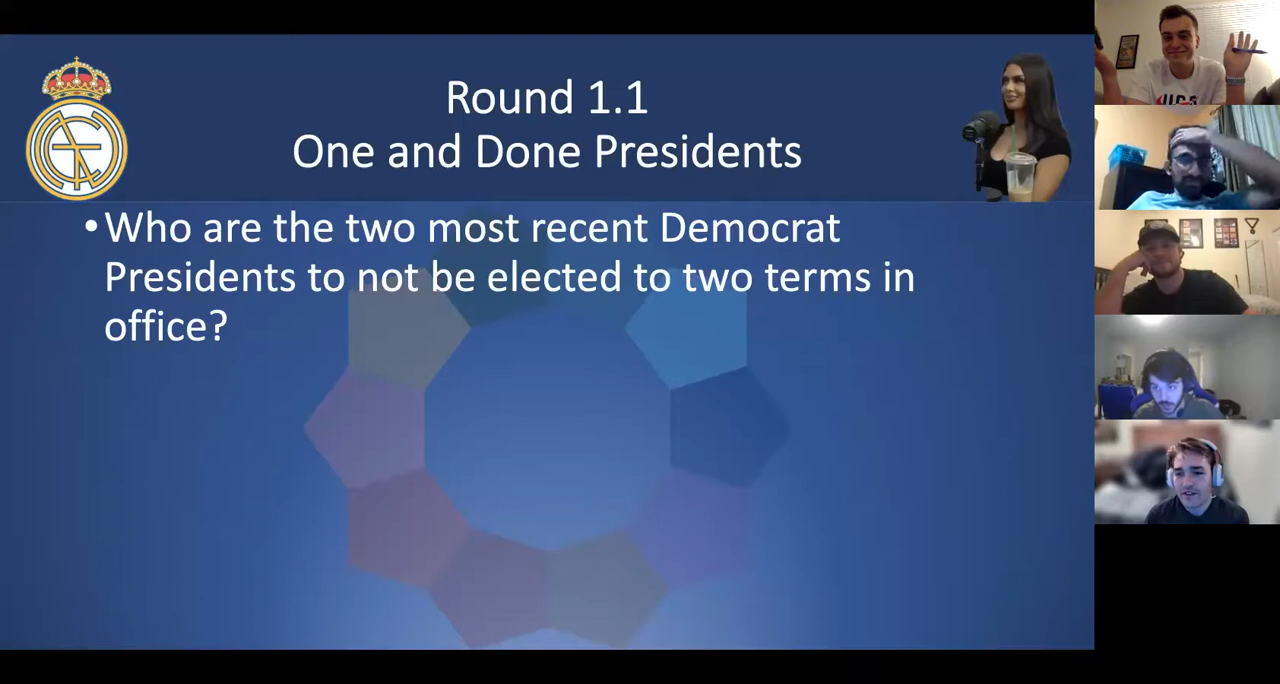 Round 1.1
One and Done Presidents
•Who are the two most recent Democrat
Presidents to not be elected to two terms in
office?